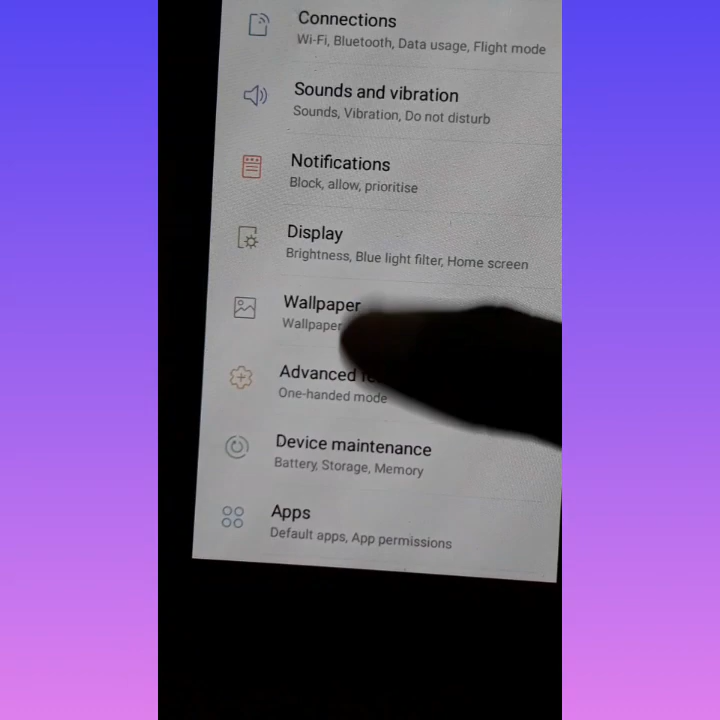 Connections
Wi-Fi, Bluetooth, Data usage, Flight mode
Sounds and vibration
Sounds, Vibration, Do not disturb
Notifications
Block, allow, prioritise
Display
Brightness, Blue light filter, Home screen
Wallpaper
Wallpaper
Advanced
One-handed mode
Device maintenance
Battery, Storage, Memory
Apps
Default apps, App permissions